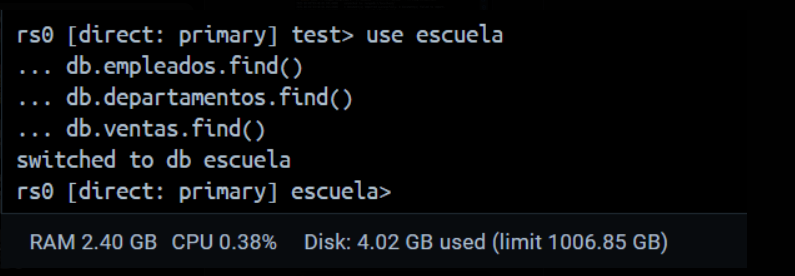 rs0 [direct: primary] test> use escuela
... db.empleados.find()
... db.departamentos.find()
... db.ventas.find()
switched to db escuela
rs0 [direct: primary] escuela>
RAM 2.40 GB CPU 0.38% Disk: 4.02 GB used (limit 1006.85 GB)